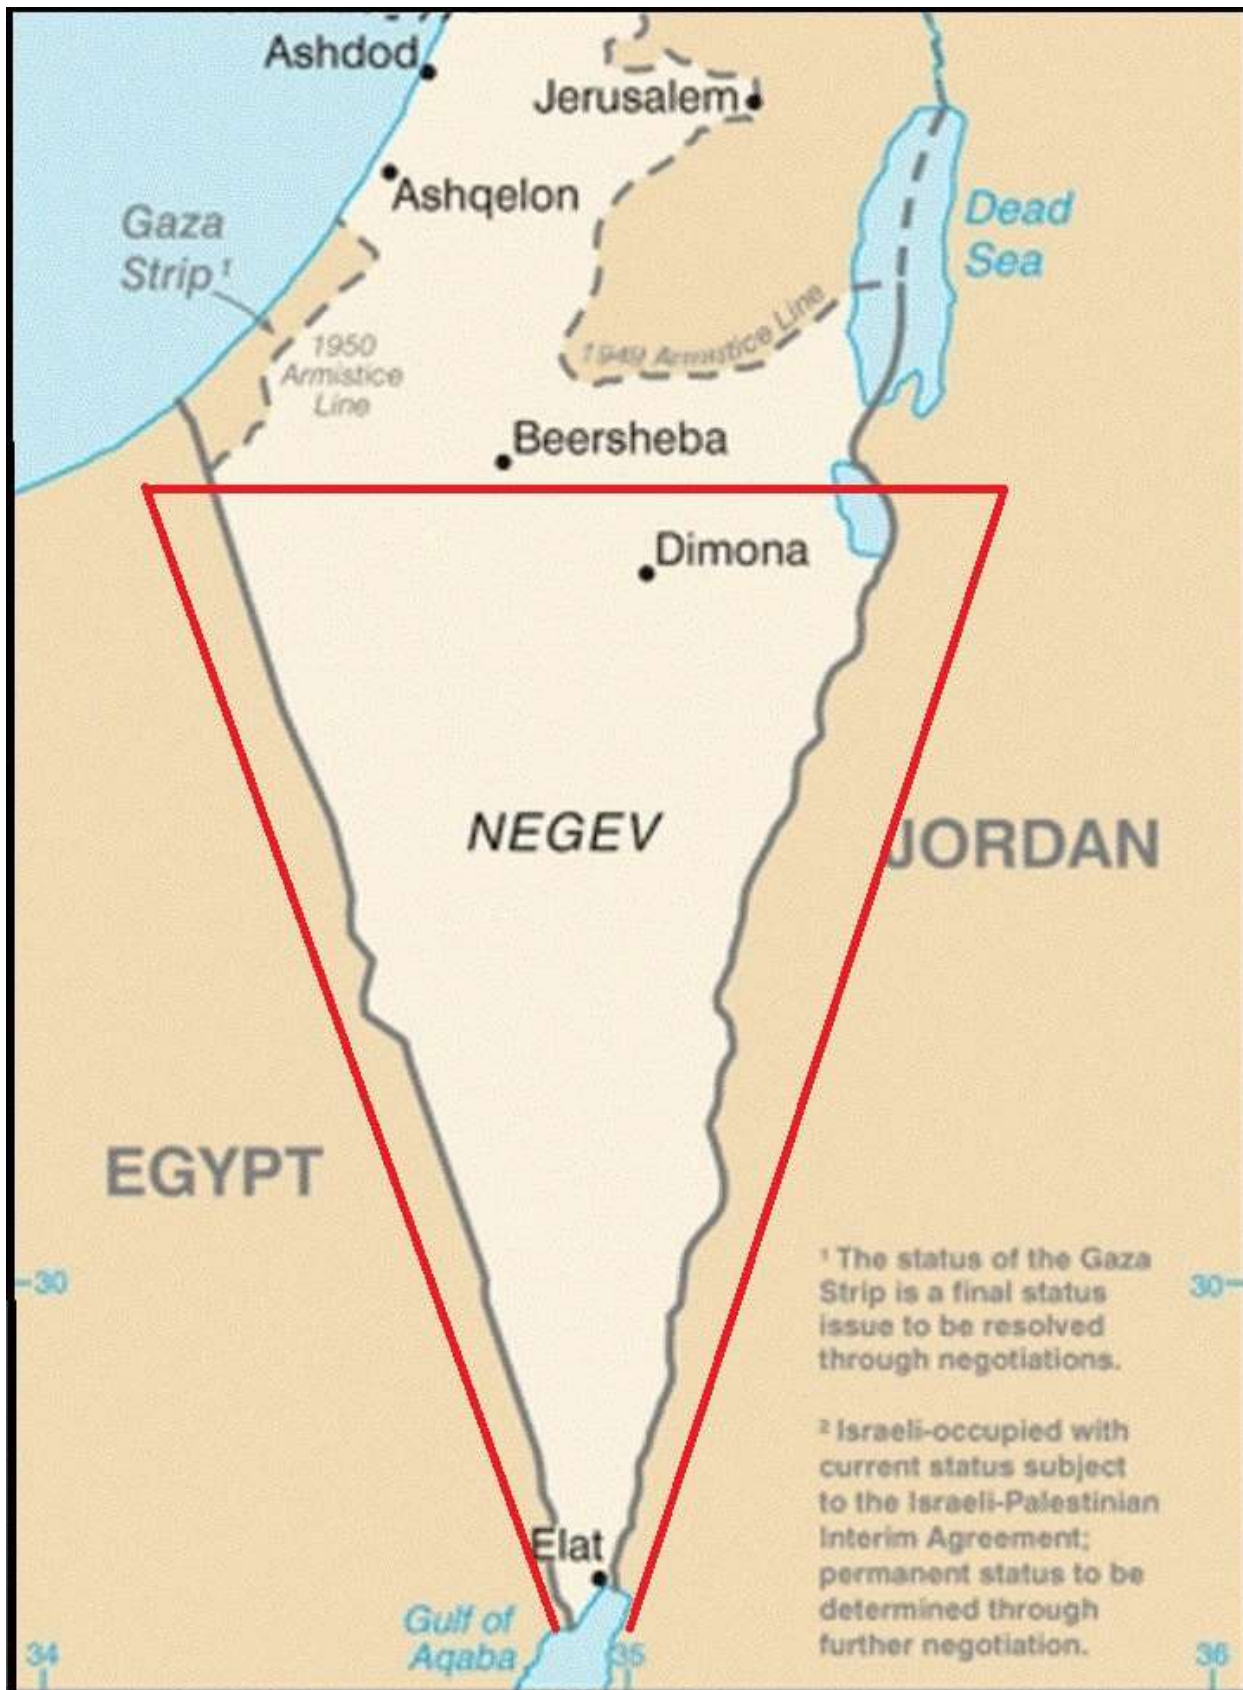 Ashdod
Jerusalem
Ashqelon
Gaza
Strip¹
Dead
Sea
1950
Armistice
Line
1949 Armistice Line
Beersheba
Dimona
NEGEV
JORDAN
EGYPT
30
30
¹ The status of the Gaza
Strip is a final status
issue to be resolved
through negotiations.
² Israeli-occupied with
current status subject
to the Israeli-Palestinian
Interim Agreement;
permanent status to be
determined through
further negotiation.
Elat
Gulf of
Aqaba
34
35
36